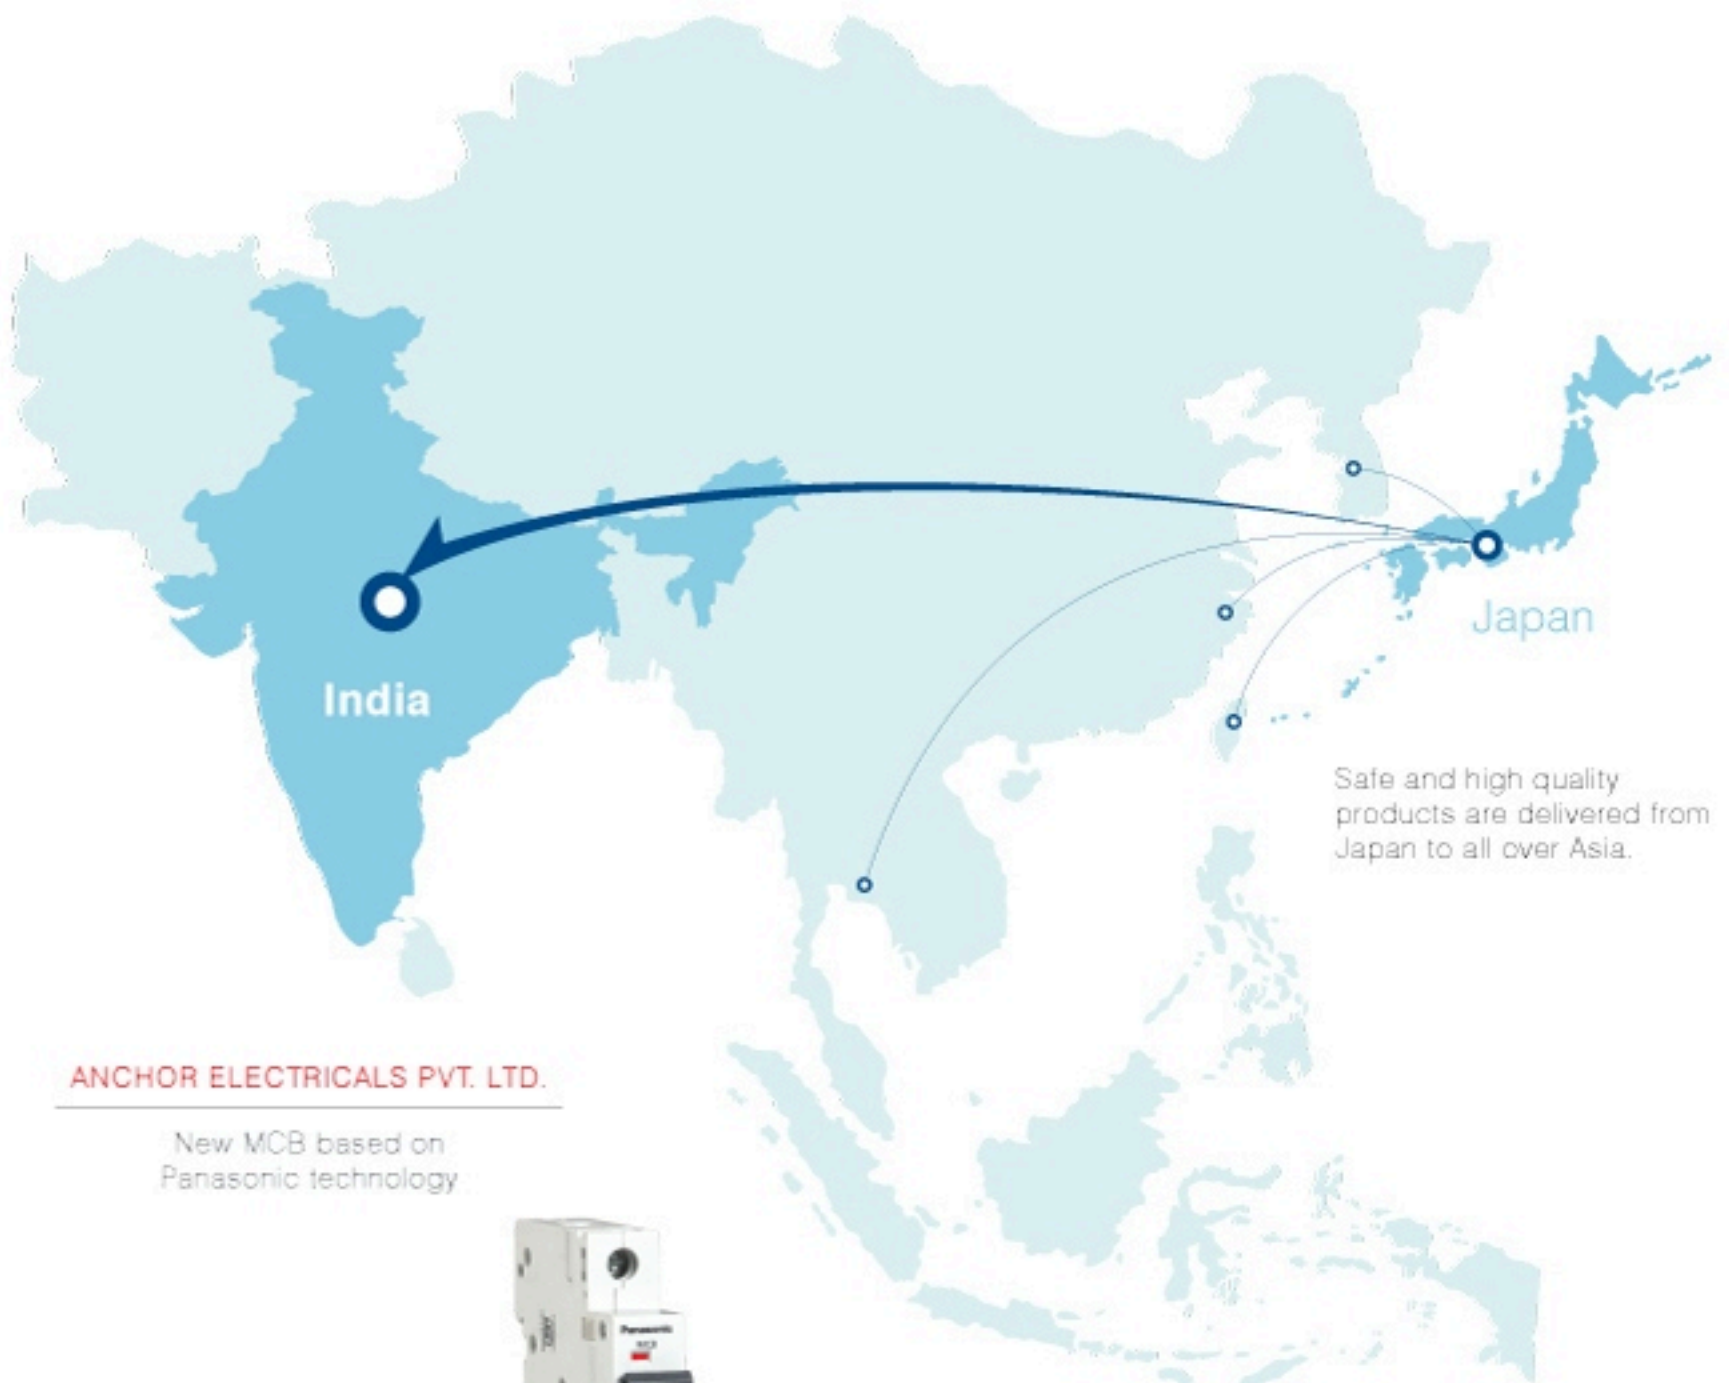 India
Japan
Safe and high quality
products are delivered from
Japan to all over Asia.
ANCHOR ELECTRICALS PVT. LTD.
New MCB based on
Panasonic technology
Panasonic